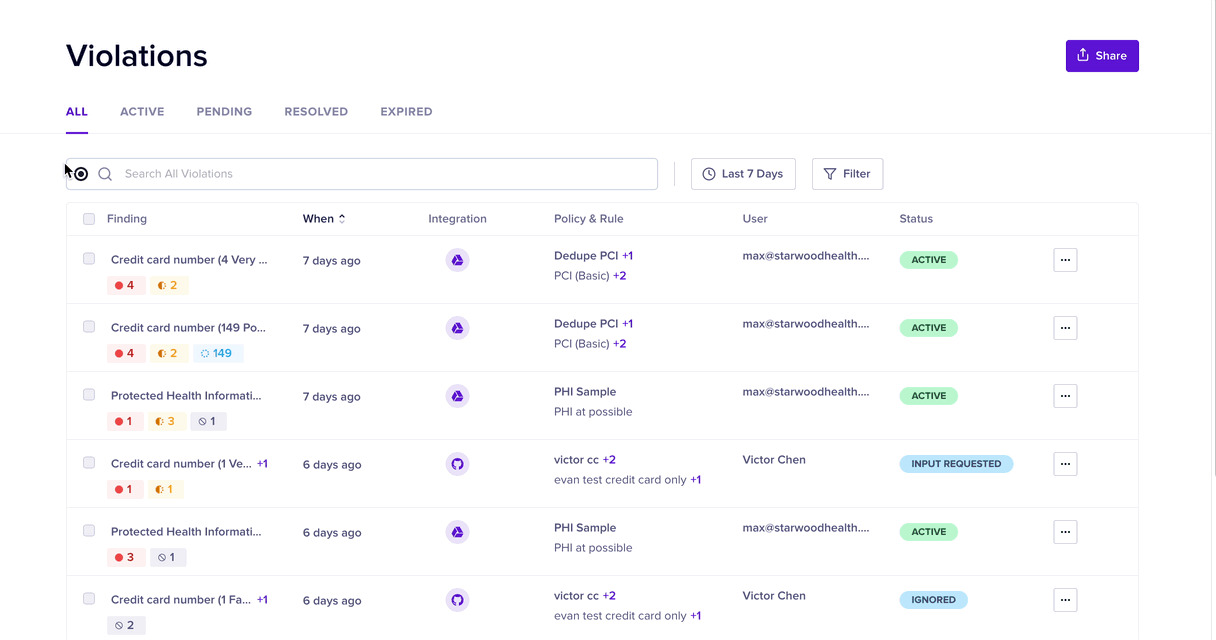 Violations
Share
ALL ACTIVE PENDING RESOLVED EXPIRED
Search All Violations
Last 7 Days
Filter
Finding When Integration Policy & Rule User Status
Credit card number (4 Very ... 7 days ago Dedupe PCI +1 max@starwoodhealth.... ACTIVE ...
PCI (Basic) +2
4 2
Credit card number (149 Po... 7 days ago Dedupe PCI +1 max@starwoodhealth.... ACTIVE ...
PCI (Basic) +2
4 2 149
Protected Health Informati... 7 days ago PHI Sample max@starwoodhealth.... ACTIVE ...
PHI at possible
1 3 1
Credit card number (1 Ve... +1 6 days ago victor cc +2 Victor Chen INPUT REQUESTED ...
evan test credit card only +1
1 1
Protected Health Informati... 6 days ago PHI Sample max@starwoodhealth.... ACTIVE ...
PHI at possible
3 1
Credit card number (1 Fa... +1 6 days ago victor cc +2 Victor Chen IGNORED ...
evan test credit card only +1
2